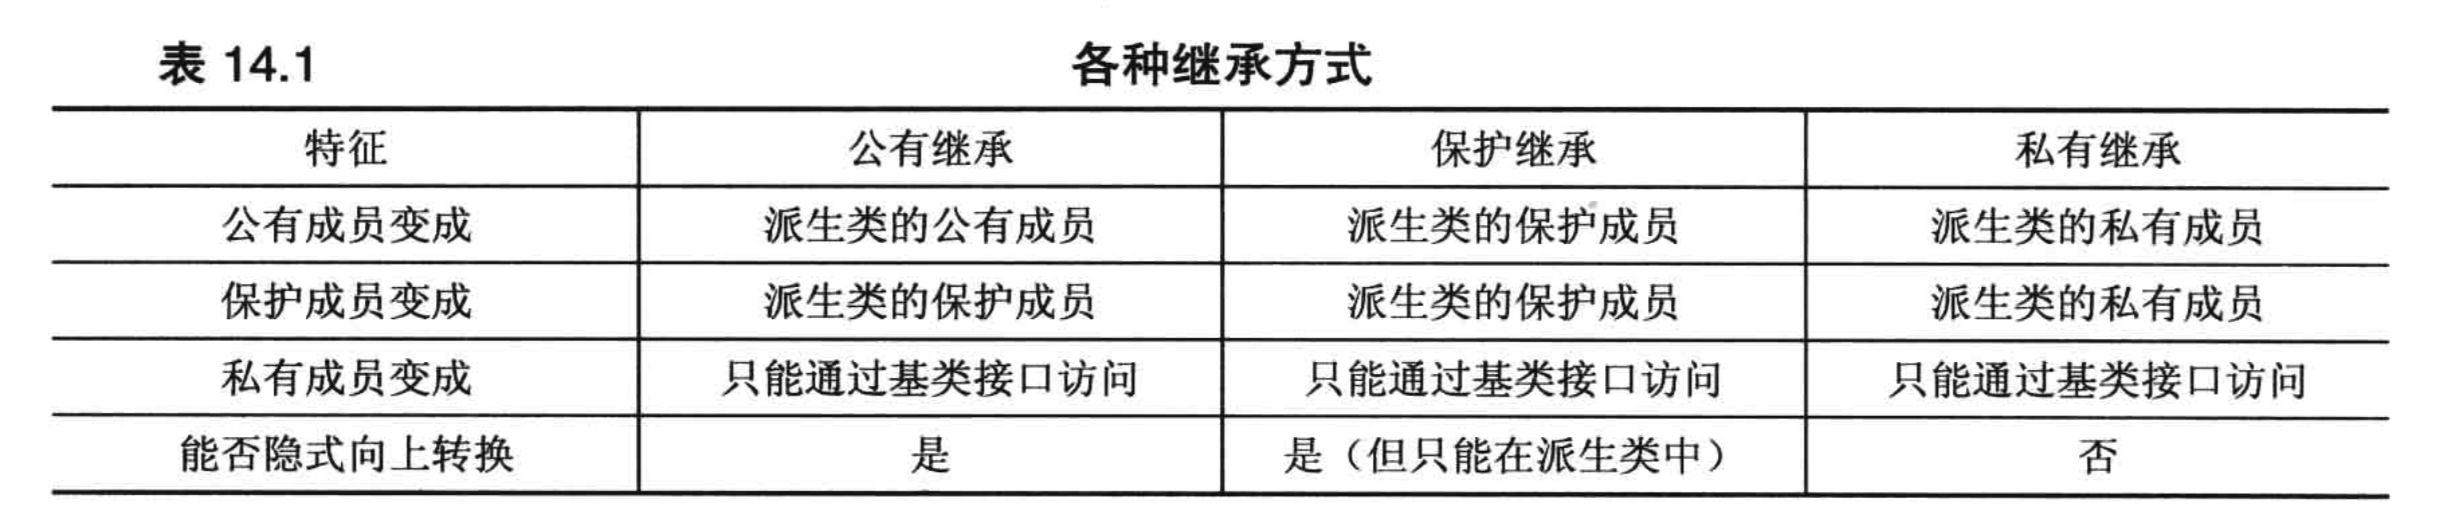 表 14.1 各种继承方式
特征 公有继承 保护继承 私有继承
公有成员变成 派生类的公有成员 派生类的保护成员 派生类的私有成员
保护成员变成 派生类的保护成员 派生类的保护成员 派生类的私有成员
私有成员变成 只能通过基类接口访问 只能通过基类接口访问 只能通过基类接口访问
能否隐式向上转换 是 是（但只能在派生类中） 否